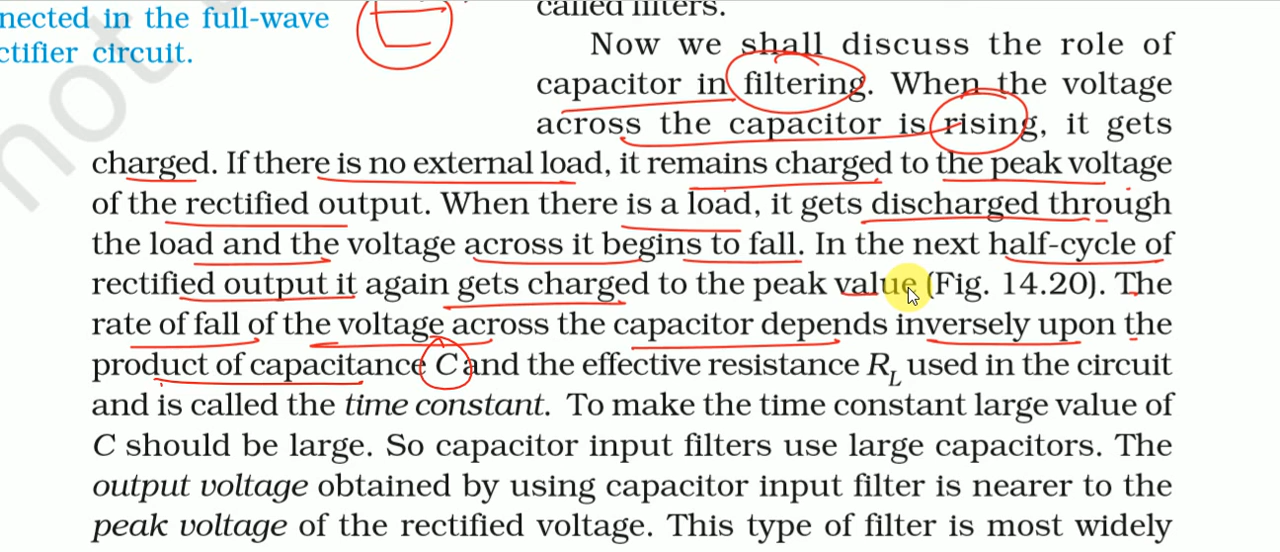 nected in the full-wave
ctifier circuit.
called filters.
Now we shall discuss the role of
capacitor in filtering. When the voltage
across the capacitor is rising, it gets
charged. If there is no external load, it remains charged to the peak voltage
of the rectified output. When there is a load, it gets discharged through
the load and the voltage across it begins to fall. In the next half-cycle of
rectified output it again gets charged to the peak value (Fig. 14.20). The
rate of fall of the voltage across the capacitor depends inversely upon the
product of capacitance C and the effective resistance R_L used in the circuit
and is called the time constant. To make the time constant large value of
C should be large. So capacitor input filters use large capacitors. The
output voltage obtained by using capacitor input filter is nearer to the
peak voltage of the rectified voltage. This type of filter is most widely
not